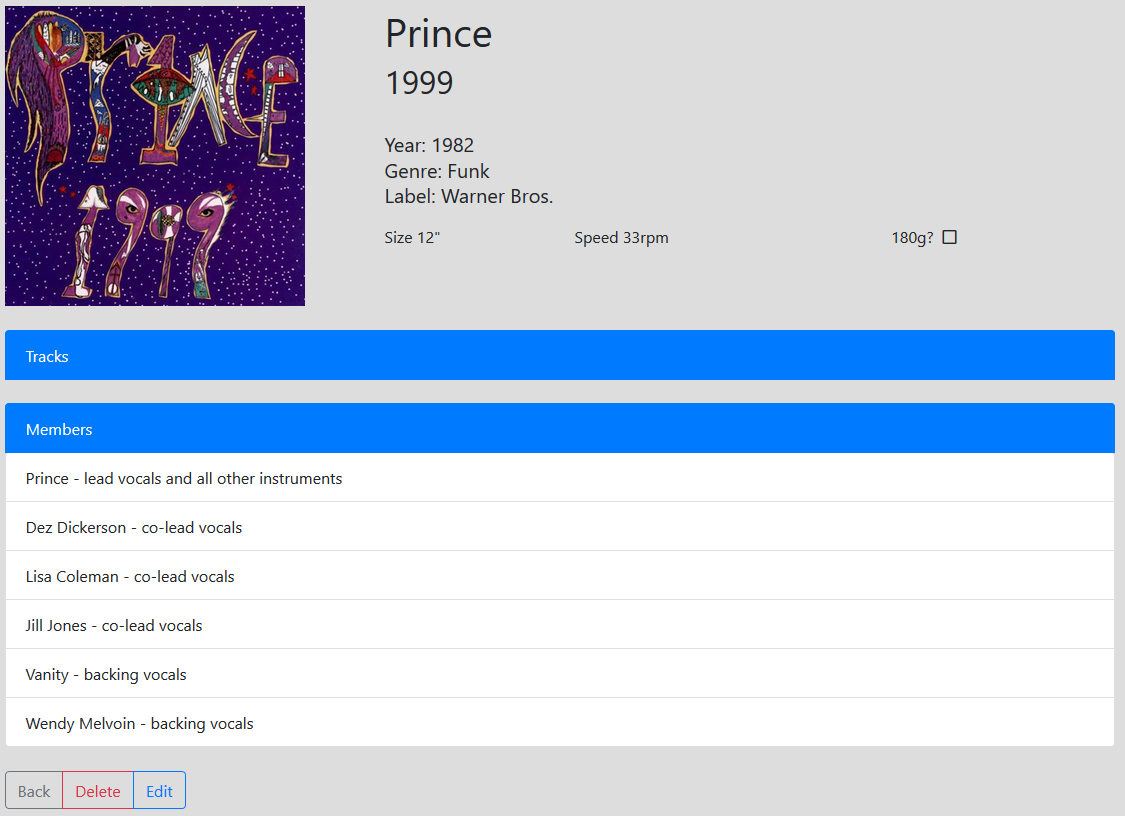 PRINCE
1999
Prince
1999
Year: 1982
Genre: Funk
Label: Warner Bros.
Size 12" Speed 33rpm 180g?
Tracks
Members
Prince - lead vocals and all other instruments
Dez Dickerson - co-lead vocals
Lisa Coleman - co-lead vocals
Jill Jones - co-lead vocals
Vanity - backing vocals
Wendy Melvoin - backing vocals
Back Delete Edit